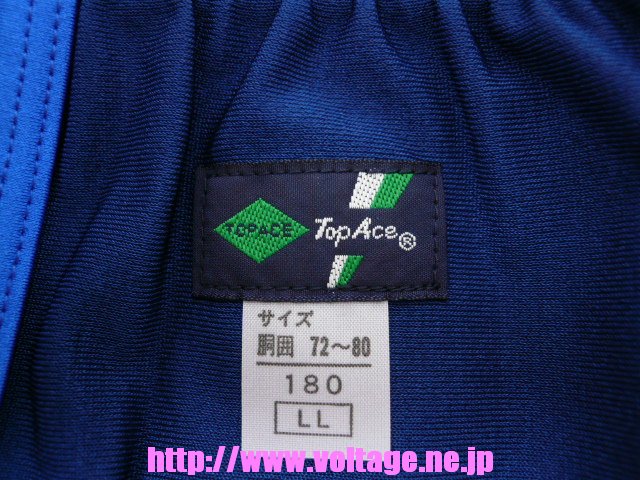 TOPACE TopAce®
サイズ
胴囲 72～80
180
LL
http://www.voltage.ne.jp